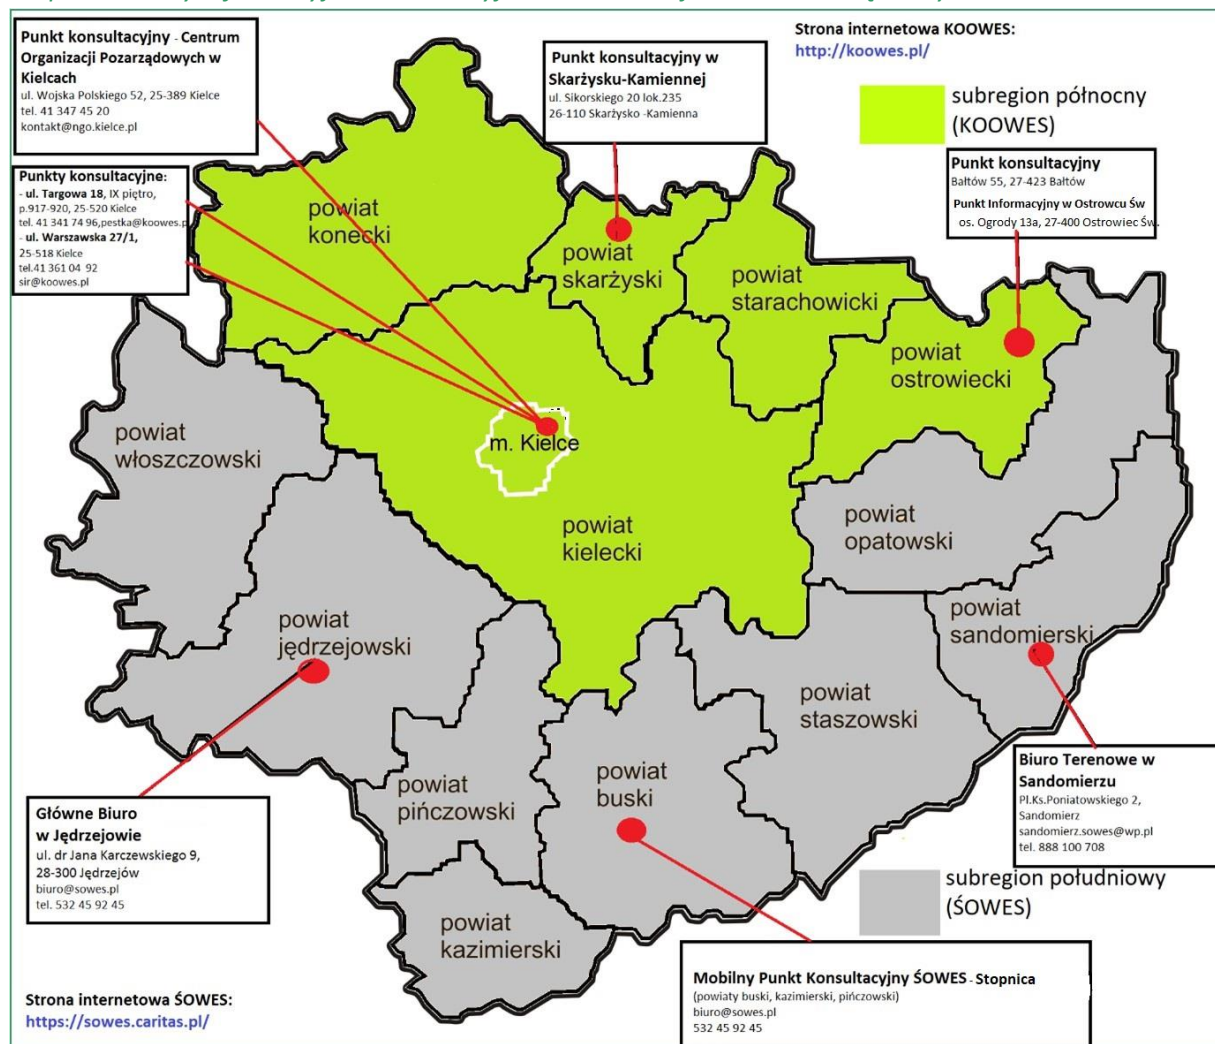 Punkt konsultacyjny - Centrum
Organizacji Pozarządowych w
Kielcach
ul. Wojska Polskiego 52, 25-389 Kielce
tel. 41 347 45 20
kontakt@ngo.kielce.pl
Punkt konsultacyjny w
Skarżysku-Kamiennej
ul. Sikorskiego 20 lok.235
26-110 Skarżysko -Kamienna
Strona internetowa KOOWES:
http://koowes.pl/
subregion północny
(KOOWES)
Punkty konsultacyjne:
- ul. Targowa 18, IX piętro,
p.917-920, 25-520 Kielce
tel. 41 341 74 96,pestka@koowes.p
- ul. Warszawska 27/1,
25-518 Kielce
tel.41 361 04 92
sir@koowes.pl
Punkt konsultacyjny
Bałtów 55, 27-423 Bałtów
Punkt Informacyjny w Ostrowcu Św
os. Ogrody 13a, 27-400 Ostrowiec Św.
powiat
konecki
powiat
skarżyski
powiat
starachowicki
powiat
ostrowiecki
powiat
włoszczowski
m. Kielce
powiat
kielecki
powiat
opatowski
powiat
jędrzejowski
powiat
sandomierski
powiat
staszowski
powiat
pińczowski
powiat
buski
powiat
kazimierski
Główne Biuro
w Jędrzejowie
ul. dr Jana Karczewskiego 9,
28-300 Jędrzejów
biuro@sowes.pl
tel. 532 45 92 45
Biuro Terenowe w
Sandomierzu
Pl.Ks.Poniatowskiego 2,
Sandomierz
sandomierz.sowes@wp.pl
tel. 888 100 708
subregion południowy
(ŚOWES)
Mobilny Punkt Konsultacyjny ŚOWES - Stopnica
(powiaty buski, kazimierski, pińczowski)
biuro@sowes.pl
532 45 92 45
Strona internetowa ŚOWES:
https://sowes.caritas.pl/